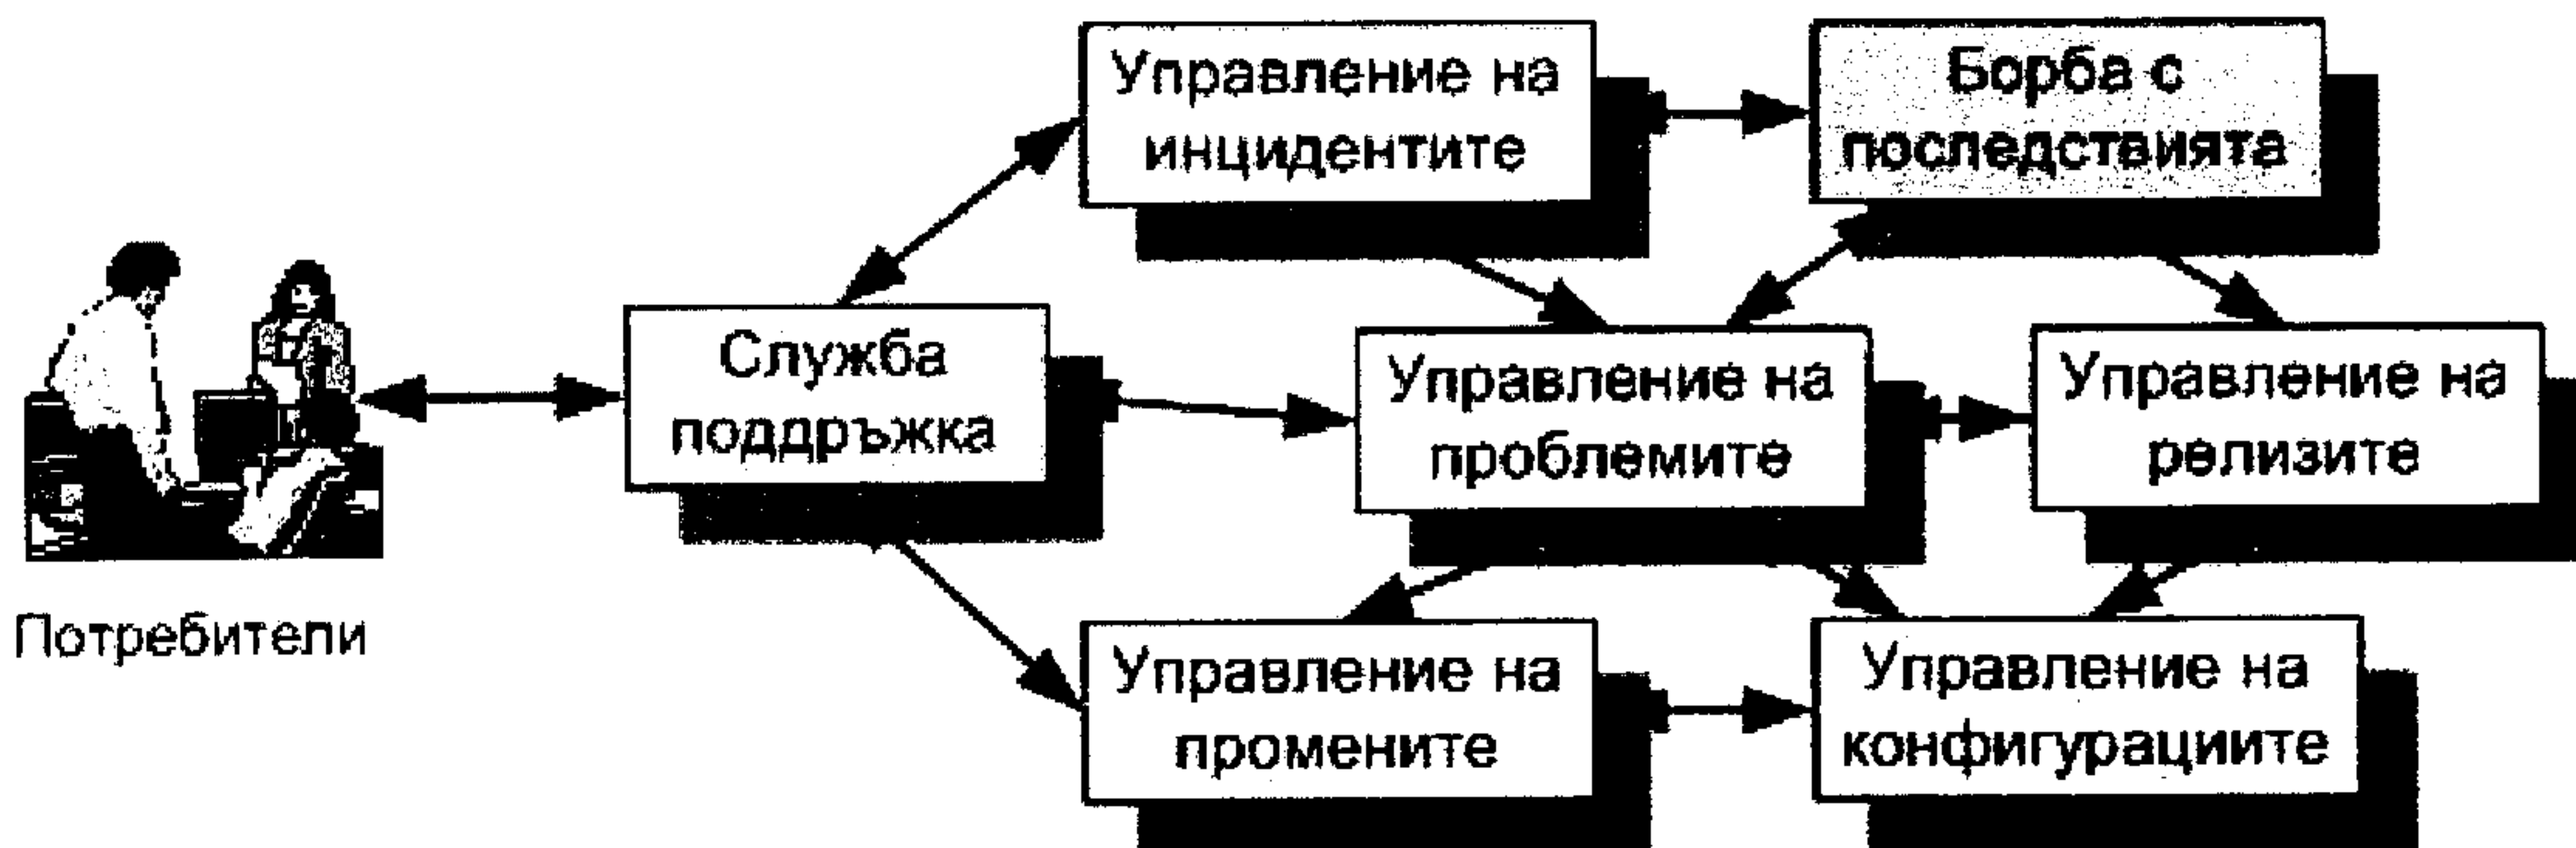 Управление на
инцидентите
Борба с
последствията
Служба
поддръжка
Управление на
проблемите
Управление на
релизите
Потребители
Управление на
промените
Управление на
конфигурациите